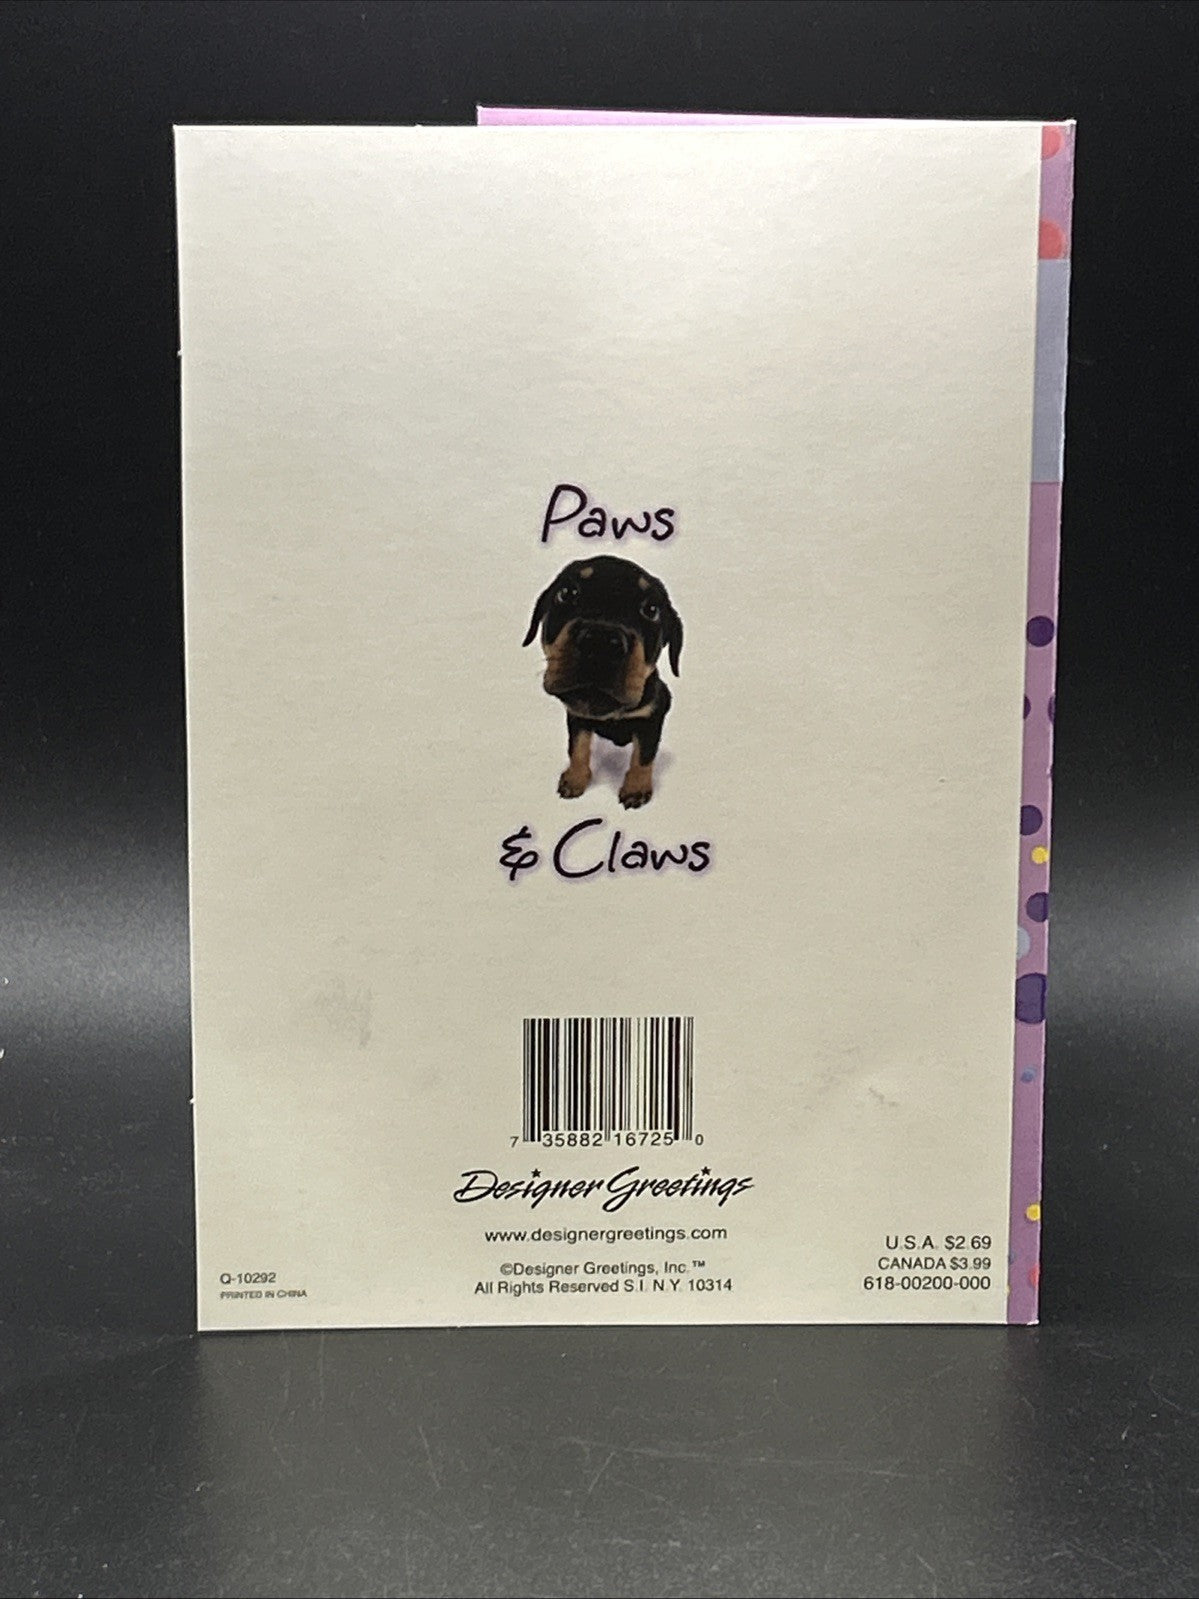 Paws
& Claws
7 35882 16725 0
Designer Greetings
www.designergreetings.com
©Designer Greetings, Inc.™
All Rights Reserved S.I. N.Y. 10314
U.S.A. $2.69
CANADA $3.99
618-00200-000
Q-10292
PRINTED IN CHINA